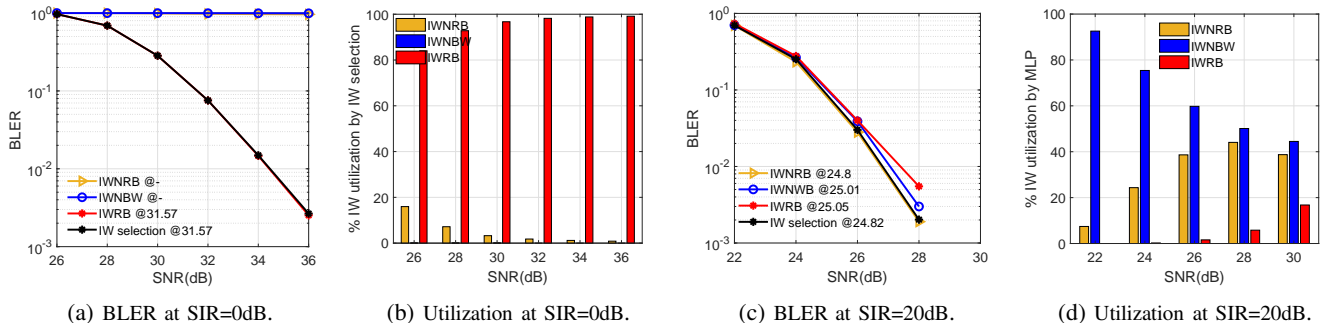 10^0
10^-1
10^-2
10^-3
BLER
IWNRB @-
IWNBW @-
IWRB @31.57
IW selection @31.57
26 28 30 32 34 36
SNR(dB)
(a) BLER at SIR=0dB.
100
80
60
40
20
0
% IW utilization by IW selection
IWNRB
IWNBW
IWRB
26 28 30 32 34 36
SNR(dB)
(b) Utilization at SIR=0dB.
10^0
10^-1
10^-2
10^-3
BLER
IWNRB @24.8
IWNWB @25.01
IWRB @25.05
IW selection @24.82
22 24 26 28 30
SNR(dB)
(c) BLER at SIR=20dB.
100
80
60
40
20
0
% IW utilization by MLP
IWNRB
IWNBW
IWRB
22 24 26 28 30
SNR(dB)
(d) Utilization at SIR=20dB.